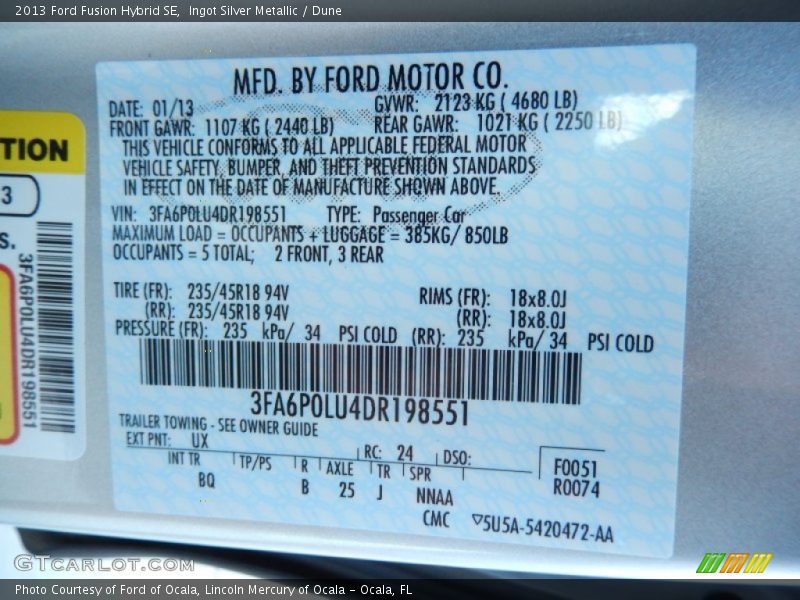 2013 Ford Fusion Hybrid SE, Ingot Silver Metallic / Dune
MFD. BY FORD MOTOR CO.
DATE: 01/13 GVWR: 2123 KG ( 4680 LB)
FRONT GAWR: 1107 KG ( 2440 LB) REAR GAWR: 1021 KG ( 2250 LB)
THIS VEHICLE CONFORMS TO ALL APPLICABLE FEDERAL MOTOR
VEHICLE SAFETY, BUMPER, AND THEFT PREVENTION STANDARDS
IN EFFECT ON THE DATE OF MANUFACTURE SHOWN ABOVE.
VIN: 3FA6P0LU4DR198551 TYPE: Passenger Car
MAXIMUM LOAD = OCCUPANTS + LUGGAGE = 385KG/ 850LB
OCCUPANTS = 5 TOTAL; 2 FRONT, 3 REAR
TIRE (FR): 235/45R18 94V RIMS (FR): 18x8.0J
(RR): 235/45R18 94V (RR): 18x8.0J
PRESSURE (FR): 235 kPa/ 34 PSI COLD (RR): 235 kPa/ 34 PSI COLD
3FA6P0LU4DR198551
TRAILER TOWING - SEE OWNER GUIDE
EXT PNT: UX RC: 24 DSO:
INT TR TP/PS R AXLE TR SPR F0051
BQ B 25 J NNAA R0074
CMC ▽5U5A-5420472-AA
TION
3
S.
3FA6P0LU4DR198551
GTCARLOT.COM
Photo Courtesy of Ford of Ocala, Lincoln Mercury of Ocala - Ocala, FL